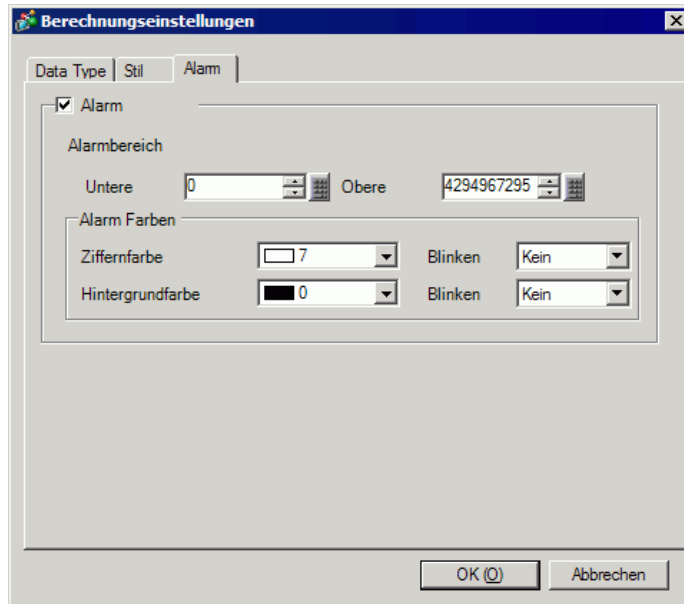 Berechnungseinstellungen
Data Type Stil Alarm
Alarm
Alarmbereich
Untere 0 Obere 4294967295
Alarm Farben
Ziffernfarbe 7 Blinken Kein
Hintergrundfarbe 0 Blinken Kein
OK (O) Abbrechen